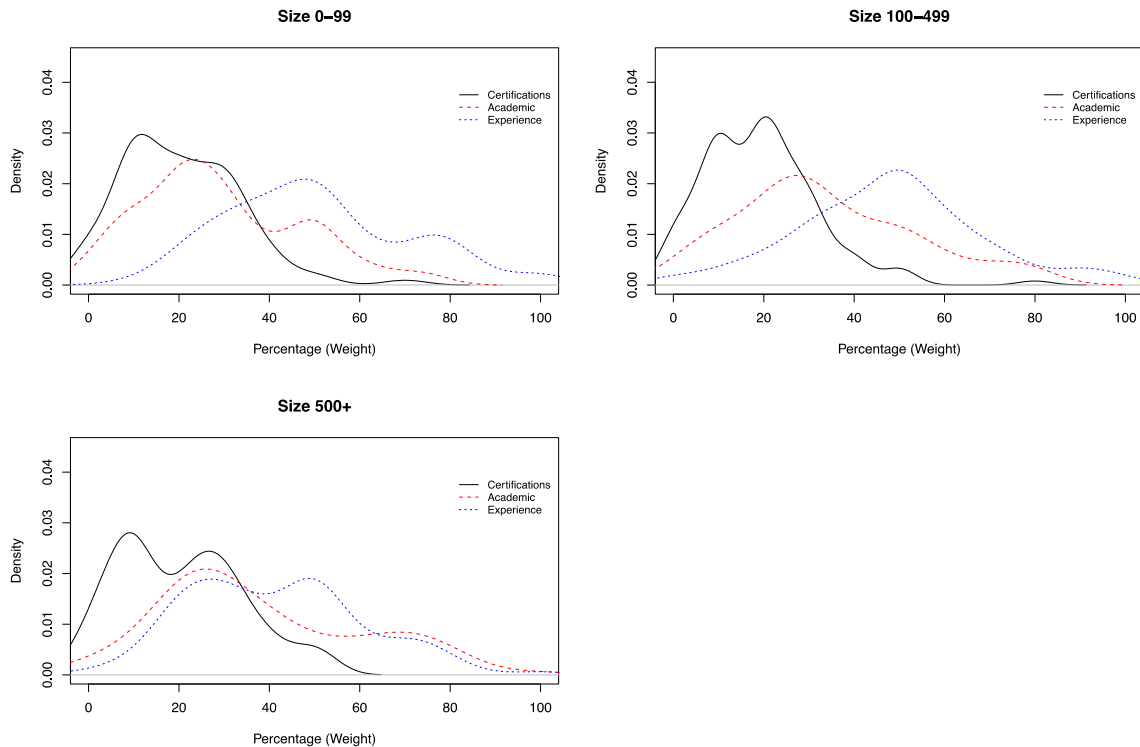 Size 0–99
Density
0.00 0.01 0.02 0.03 0.04
Certifications
Academic
Experience
0 20 40 60 80 100
Percentage (Weight)
Size 100–499
Density
0.00 0.01 0.02 0.03 0.04
Certifications
Academic
Experience
0 20 40 60 80 100
Percentage (Weight)
Size 500+
Density
0.00 0.01 0.02 0.03 0.04
Certifications
Academic
Experience
0 20 40 60 80 100
Percentage (Weight)